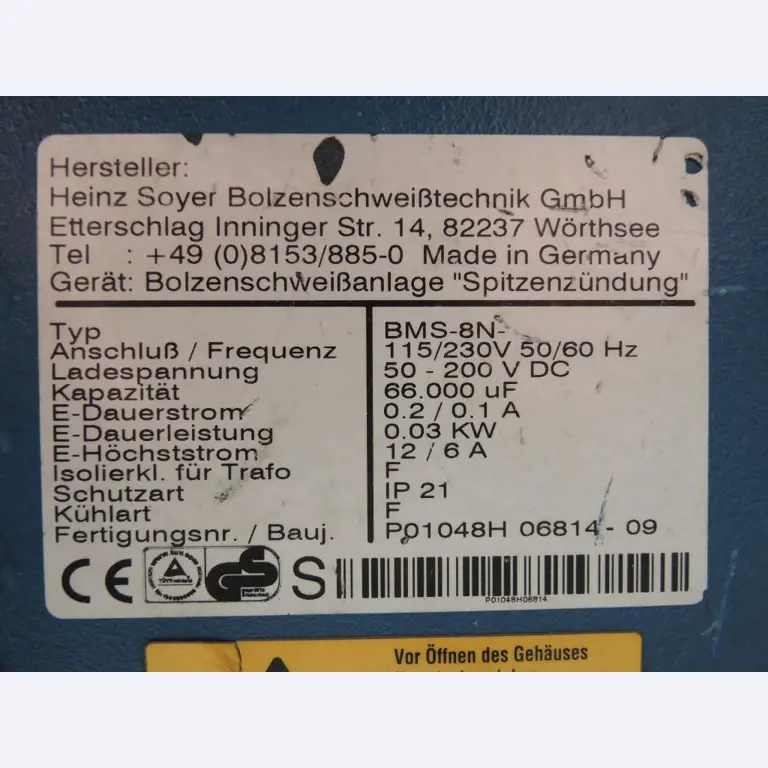 Hersteller:
Heinz Soyer Bolzenschweißtechnik GmbH
Etterschlag Inninger Str. 14, 82237 Wörthsee
Tel : +49 (0)8153/885-0 Made in Germany
Gerät: Bolzenschweißanlage "Spitzenzündung"
Typ BMS-8N-
Anschluß / Frequenz 115/230V 50/60 Hz
Ladespannung 50 - 200 V DC
Kapazität 66.000 uF
E-Dauerstrom 0.2 / 0.1 A
E-Dauerleistung 0.03 KW
E-Höchststrom 12 / 6 A
Isolierkl. für Trafo F
Schutzart IP 21
Kühlart F
Fertigungsnr. / Bauj. P01048H 06814 - 09
CE
S
P01048H06814
Vor Öffnen des Gehäuses